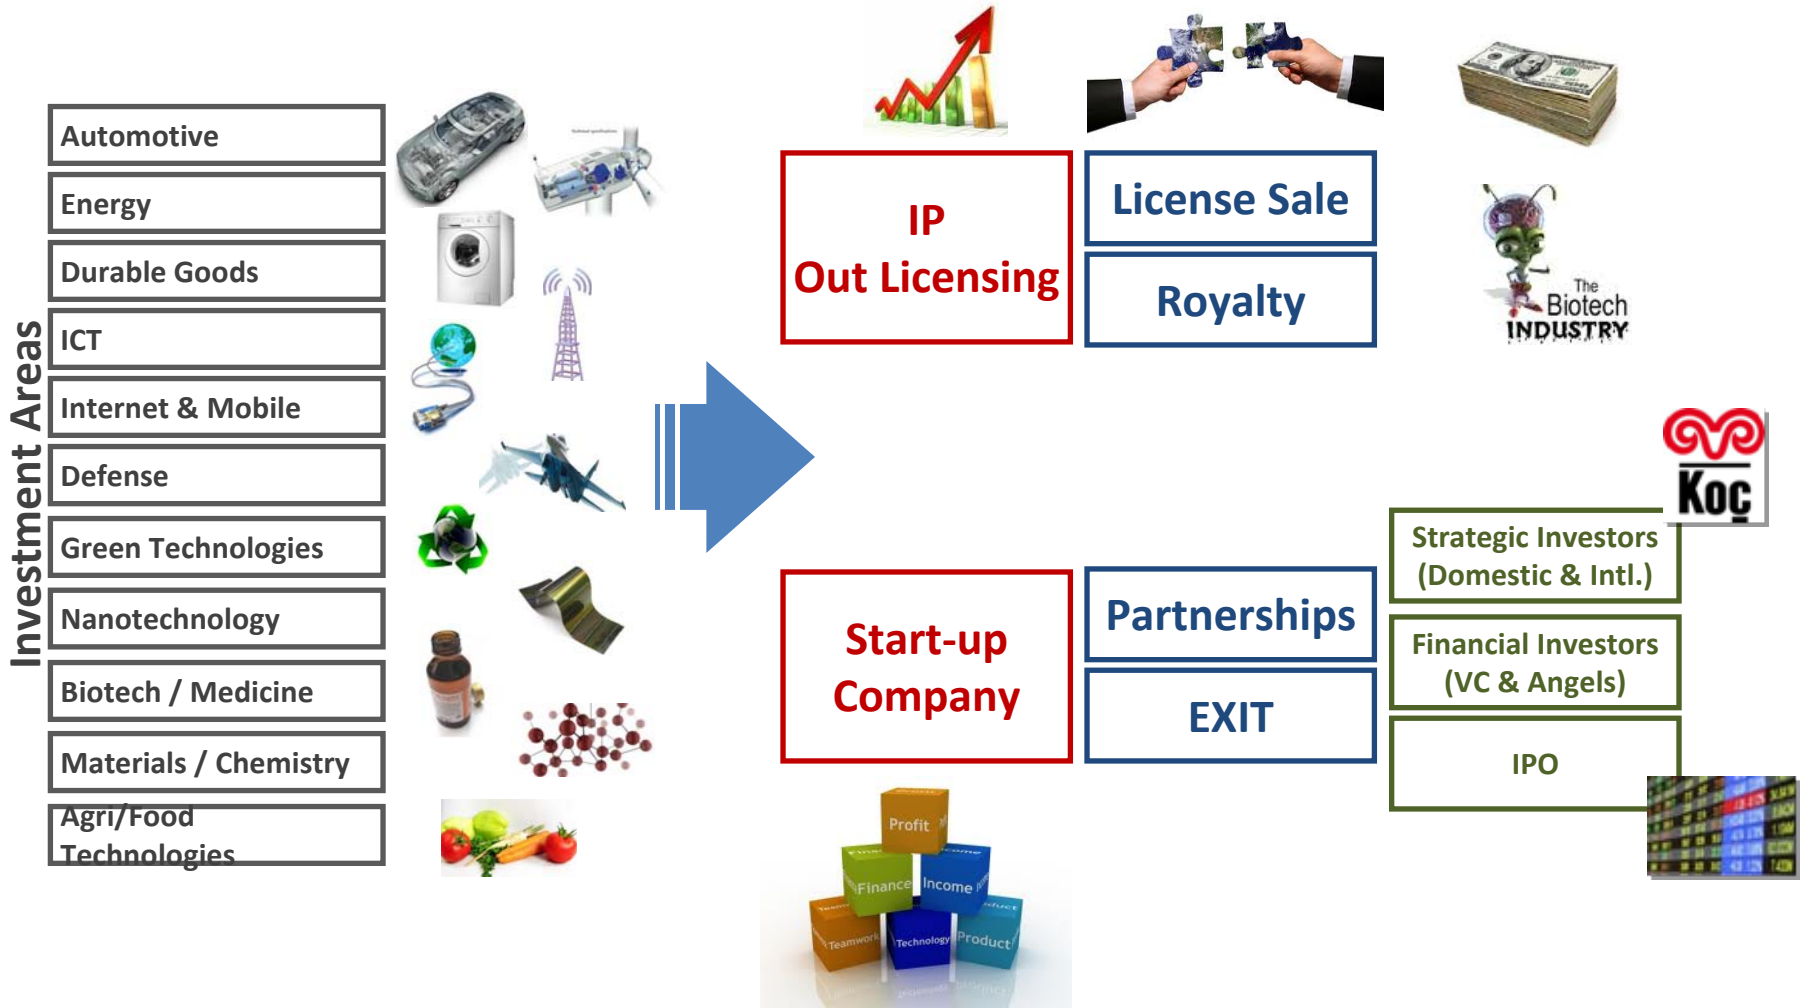 Investment Areas
Automotive
Energy
Durable Goods
ICT
Internet & Mobile
Defense
Green Technologies
Nanotechnology
Biotech / Medicine
Materials / Chemistry
Agri/Food
Technologies
IP
Out Licensing
License Sale
Royalty
The
Biotech
INDUSTRY
Koç
Start-up
Company
Partnerships
EXIT
Strategic Investors
(Domestic & Intl.)
Financial Investors
(VC & Angels)
IPO
Profit
Finance
Income
Teamwork
Technology
Product